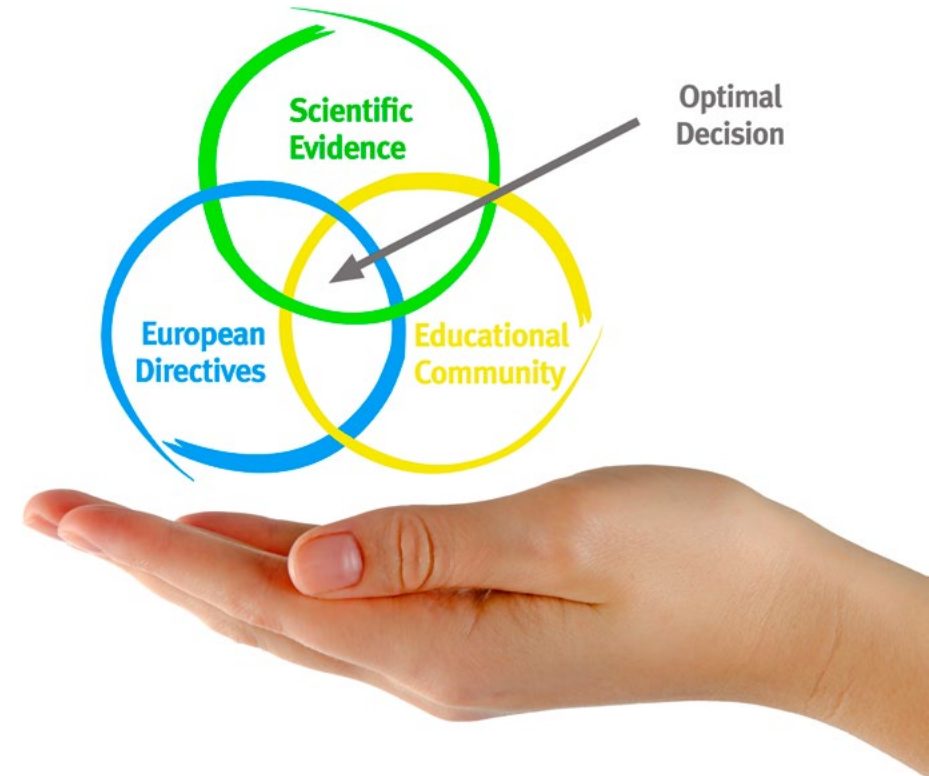 Scientific
Evidence
Optimal
Decision
European
Directives
Educational
Community